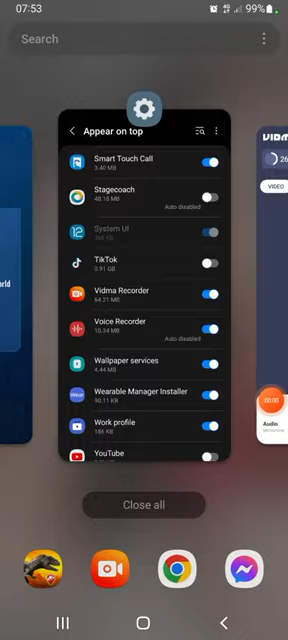 07:53
99%
Search
Appear on top
Smart Touch Call
3.40 MB
Stagecoach
48.18 MB
Auto disabled
System UI
TikTok
0.91 GB
Vidma Recorder
64.21 MB
Voice Recorder
10.34 MB
Auto disabled
Wallpaper services
4.44 MB
Wear
Wearable Manager Installer
90.11 KB
Work profile
186 KB
YouTube
orld
26
VIDEO
00:00
Audio
Close all